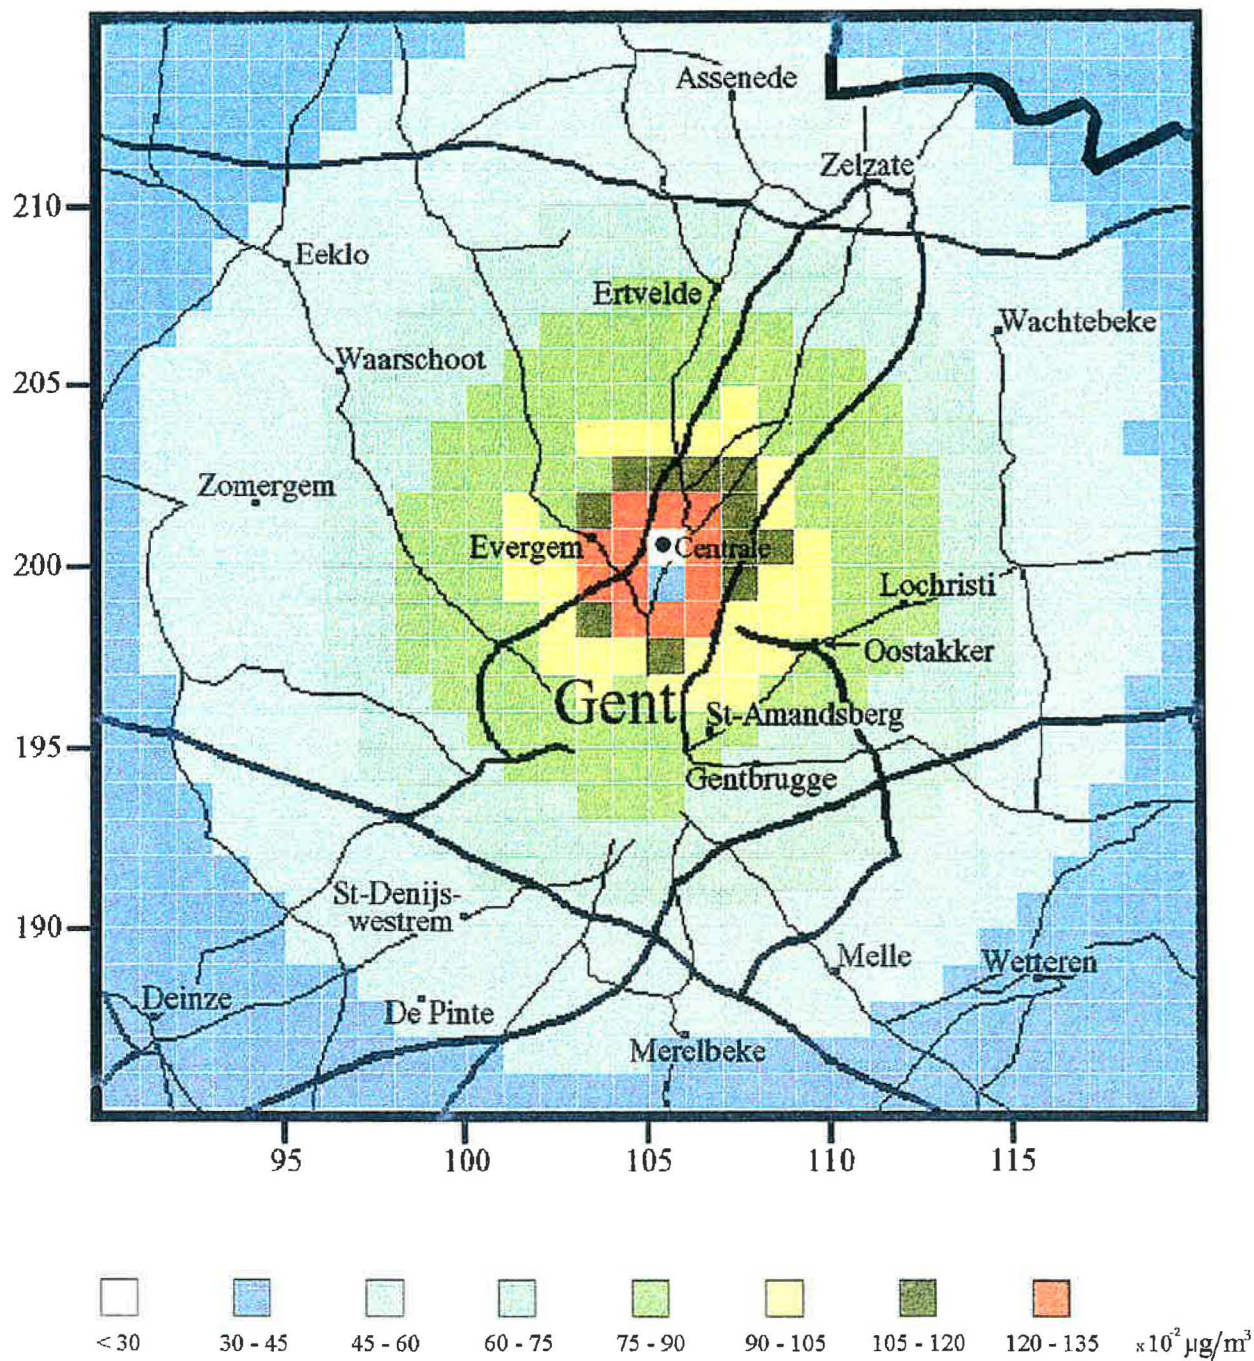 Assenede
Zelzate
210
Eeklo
Ertvelde
Wachtebeke
Waarschoot
205
Zomergem
Evergem
Centrale
200
Lochristi
Oostakker
Gent
St-Amandsberg
195
Gentbrugge
St-Denijs-
westrem
190
Melle
Wetteren
Deinze
De Pinte
Merelbeke
95 100 105 110 115
< 30 30 - 45 45 - 60 60 - 75 75 - 90 90 - 105 105 - 120 120 - 135 x10⁻² µg/m³